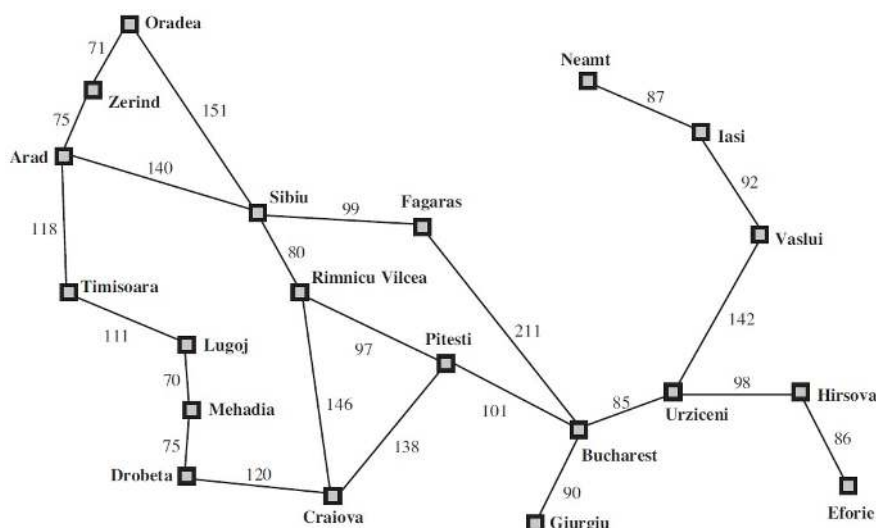 Oradea
71
Neamt
Zerind
87
151
75
Iasi
Arad
140
92
Sibiu
Fagaras
99
118
Vaslui
80
Timisoara
Rimnicu Vilcea
142
111
Lugoj
Pitesti
211
97
70
98
Hirsova
Mehadia
146
101
85
Urziceni
86
75
138
Bucharest
Drobeta
120
90
Craiova
Eforie
Giurgiu